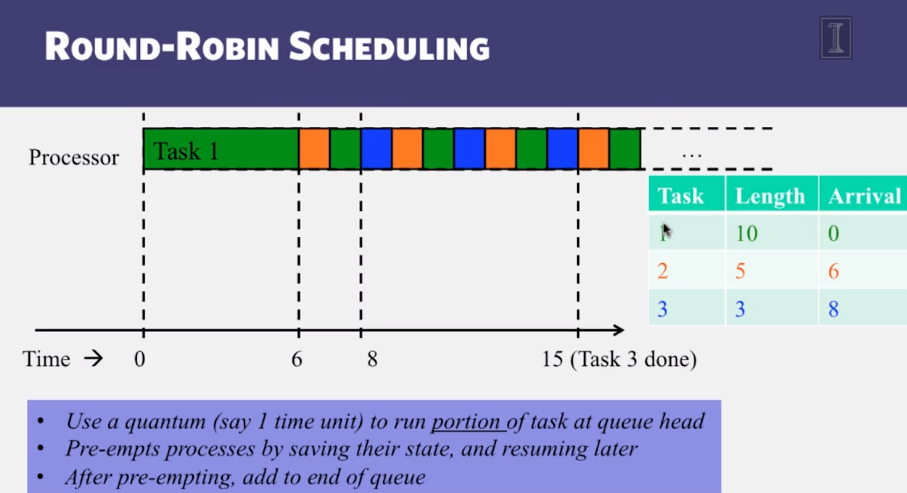 ROUND-ROBIN SCHEDULING
Processor
Task 1
...
Task Length Arrival
1 10 0
2 5 6
3 3 8
Time → 0 6 8 15 (Task 3 done)
• Use a quantum (say 1 time unit) to run portion of task at queue head
• Pre-empts processes by saving their state, and resuming later
• After pre-empting, add to end of queue